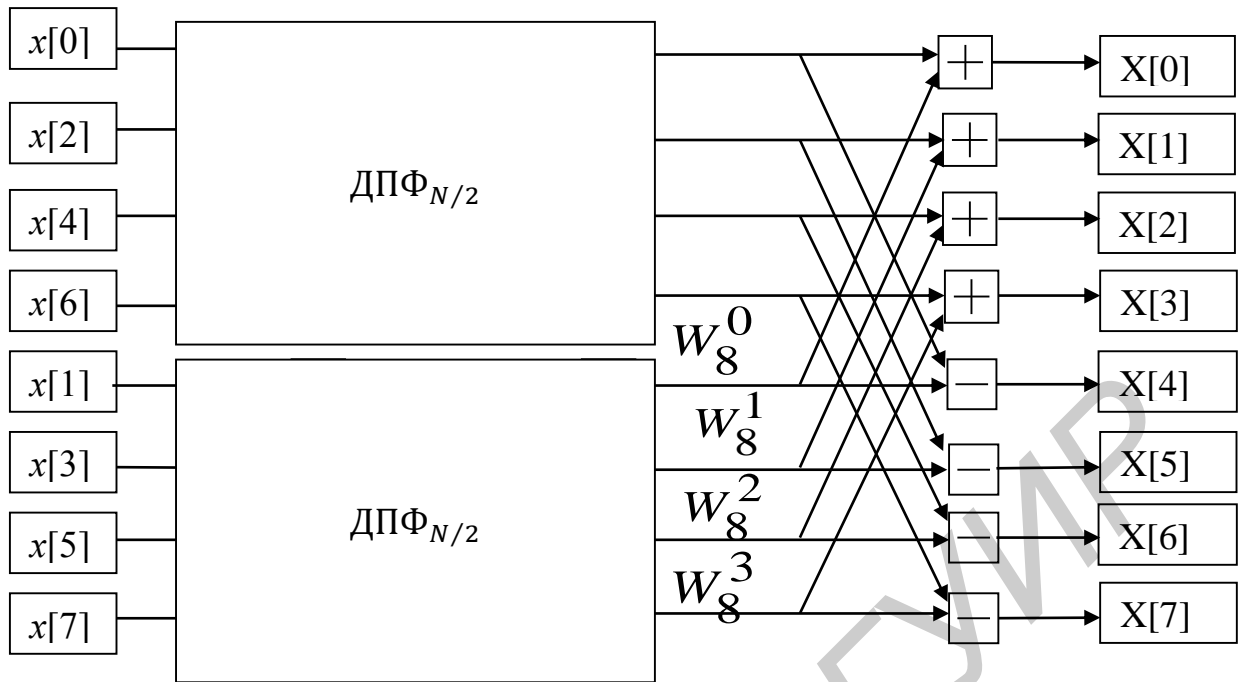 x[0]
x[2]
x[4]
x[6]
x[1]
x[3]
x[5]
x[7]
ДПФ_{N/2}
ДПФ_{N/2}
W_8^0
W_8^1
W_8^2
W_8^3
+
+
+
+
−
−
−
−
X[0]
X[1]
X[2]
X[3]
X[4]
X[5]
X[6]
X[7]
ГУИР